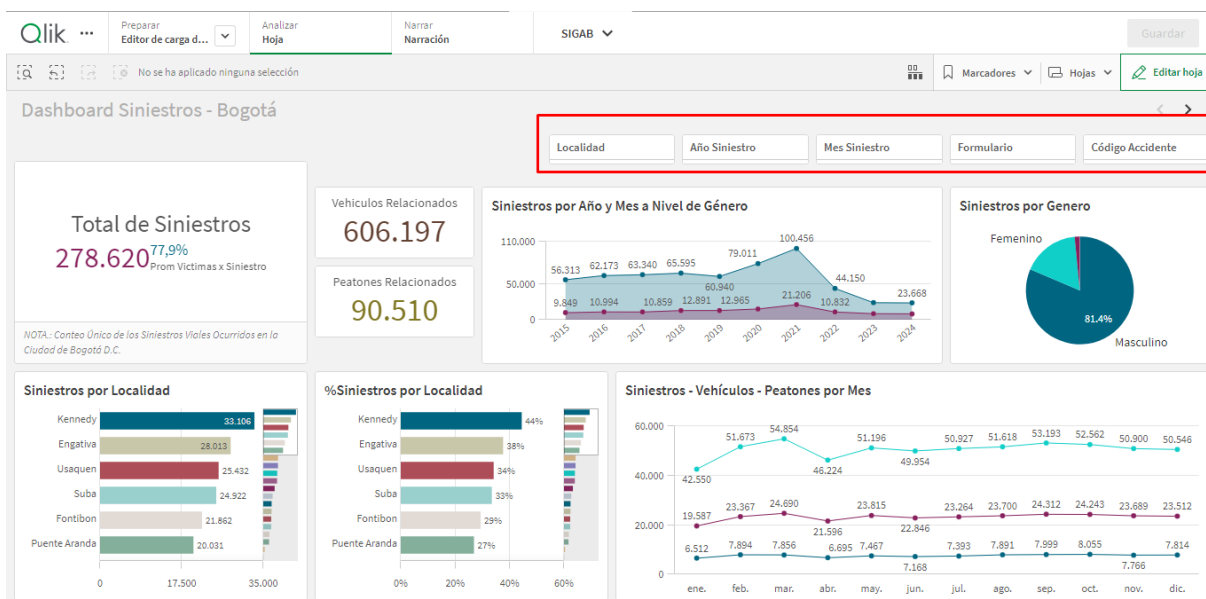 Qlik
Preparar
Editor de carga d...
Analizar
Hoja
Narrar
Narración
SIGAB
Guardar
No se ha aplicado ninguna selección
Marcadores
Hojas
Editar hoja
Dashboard Siniestros - Bogotá
Localidad
Año Siniestro
Mes Siniestro
Formulario
Código Accidente
Total de Siniestros
278.620
77,9%
Prom Victimas x Siniestro
NOTA.: Conteo Único de los Siniestros Viales Ocurridos en la
Ciudad de Bogotá D.C.
Vehiculos Relacionados
606.197
Peatones Relacionados
90.510
Siniestros por Año y Mes a Nivel de Género
110.000
50.000
0
56.313 62.173 63.340 65.595 60.940 79.011 100.456 44.150 23.668
9.849 10.994 10.859 12.891 12.965 21.206 10.832
2015 2016 2017 2018 2019 2020 2021 2022 2023 2024
Siniestros por Genero
Femenino
81.4%
Masculino
Siniestros por Localidad
Kennedy 33.106
Engativa 28.013
Usaquen 25.432
Suba 24.922
Fontibon 21.862
Puente Aranda 20.031
0 17.500 35.000
%Siniestros por Localidad
Kennedy 44%
Engativa 38%
Usaquen 34%
Suba 33%
Fontibon 29%
Puente Aranda 27%
0% 20% 40% 60%
Siniestros - Vehículos - Peatones por Mes
60.000
40.000
20.000
0
42.550 51.673 54.854 46.224 51.196 49.954 50.927 51.618 53.193 52.562 50.900 50.546
19.587 23.367 24.690 21.596 23.815 22.846 23.264 23.700 24.312 24.243 23.689 23.512
6.512 7.894 7.856 6.695 7.467 7.168 7.393 7.891 7.999 8.055 7.766 7.814
ene. feb. mar. abr. may. jun. jul. ago. sep. oct. nov. dic.